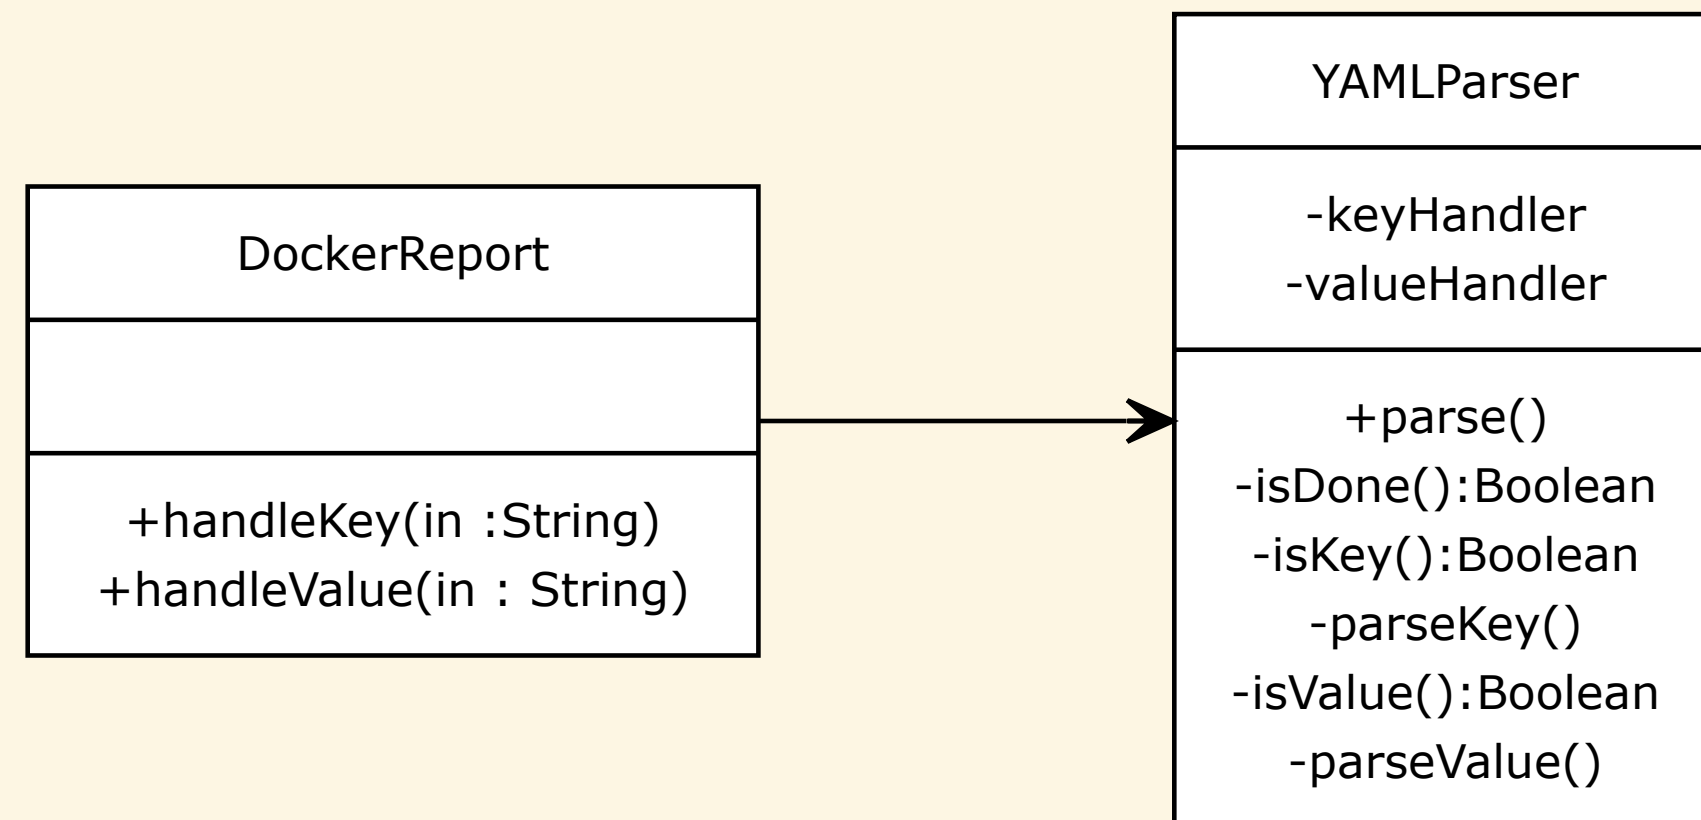 DockerReport
+handleKey(in :String)
+handleValue(in : String)
YAMLParser
-keyHandler
-valueHandler
+parse()
-isDone():Boolean
-isKey():Boolean
-parseKey()
-isValue():Boolean
-parseValue()